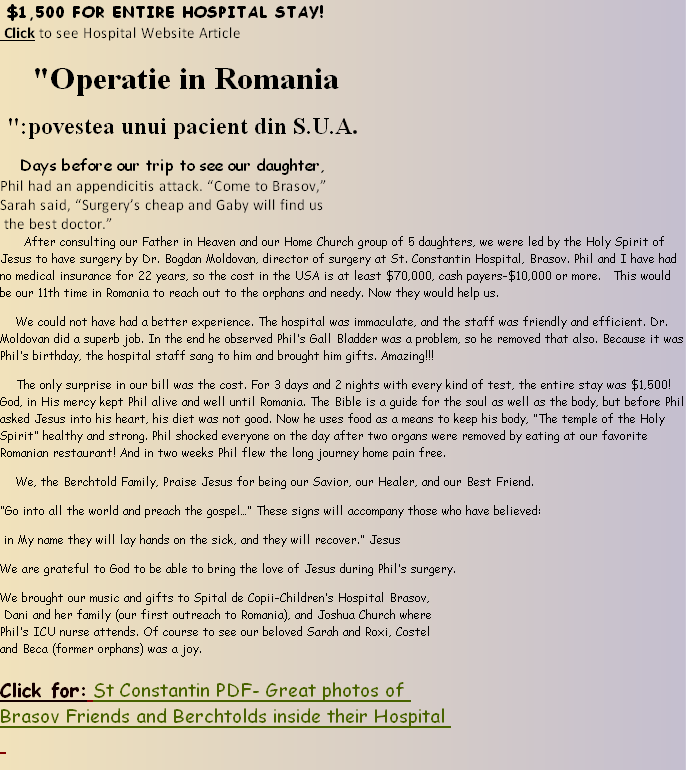 $1,500 FOR ENTIRE HOSPITAL STAY!
Click to see Hospital Website Article
"Operatie in Romania
":povestea unui pacient din S.U.A.
Days before our trip to see our daughter,
Phil had an appendicitis attack. “Come to Brasov,”
Sarah said, “Surgery’s cheap and Gaby will find us
the best doctor.”
After consulting our Father in Heaven and our Home Church group of 5 daughters, we were led by the Holy Spirit of
Jesus to have surgery by Dr. Bogdan Moldovan, director of surgery at St. Constantin Hospital, Brasov. Phil and I have had
no medical insurance for 22 years, so the cost in the USA is at least $70,000, cash payers-$10,000 or more. This would
be our 11th time in Romania to reach out to the orphans and needy. Now they would help us.
We could not have had a better experience. The hospital was immaculate, and the staff was friendly and efficient. Dr.
Moldovan did a superb job. In the end he observed Phil's Gall Bladder was a problem, so he removed that also. Because it was
Phil's birthday, the hospital staff sang to him and brought him gifts. Amazing!!!
The only surprise in our bill was the cost. For 3 days and 2 nights with every kind of test, the entire stay was $1,500!
God, in His mercy kept Phil alive and well until Romania. The Bible is a guide for the soul as well as the body, but before Phil
asked Jesus into his heart, his diet was not good. Now he uses food as a means to keep his body, "The temple of the Holy
Spirit" healthy and strong. Phil shocked everyone on the day after two organs were removed by eating at our favorite
Romanian restaurant! And in two weeks Phil flew the long journey home pain free.
We, the Berchtold Family, Praise Jesus for being our Savior, our Healer, and our Best Friend.
"Go into all the world and preach the gospel…" These signs will accompany those who have believed:
in My name they will lay hands on the sick, and they will recover." Jesus
We are grateful to God to be able to bring the love of Jesus during Phil's surgery.
We brought our music and gifts to Spital de Copii-Children's Hospital Brasov,
Dani and her family (our first outreach to Romania), and Joshua Church where
Phil's ICU nurse attends. Of course to see our beloved Sarah and Roxi, Costel
and Beca (former orphans) was a joy.
Click for: St Constantin PDF- Great photos of
Brasov Friends and Berchtolds inside their Hospital